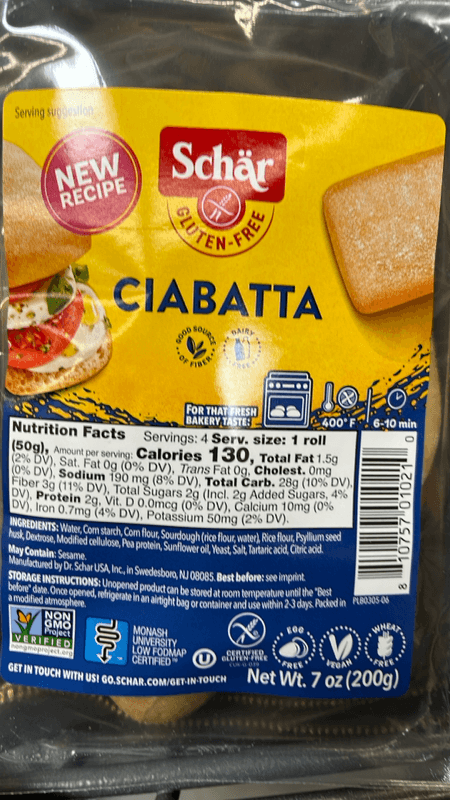 Serving suggestion
NEW
RECIPE
Schär
GLUTEN-FREE
CIABATTA
GOOD SOURCE
OF FIBER
DAIRY
FREE
FOR THAT FRESH
BAKERY TASTE:
400° F
6-10 min
Nutrition Facts Servings: 4 Serv. size: 1 roll
(50g), Amount per serving: Calories 130, Total Fat 1.5g
(2% DV), Sat. Fat 0g (0% DV), Trans Fat 0g, Cholest. 0mg
(0% DV), Sodium 190 mg (8% DV), Total Carb. 28g (10% DV),
Fiber 3g (11% DV), Total Sugars 2g (Incl. 2g Added Sugars, 4%
DV), Protein 2g, Vit. D 0.0mcg (0% DV), Calcium 10mg (0%
DV), Iron 0.7mg (4% DV), Potassium 50mg (2% DV).
INGREDIENTS: Water, Corn starch, Corn flour, Sourdough (rice flour, water), Rice flour, Psyllium seed
husk, Dextrose, Modified cellulose, Pea protein, Sunflower oil, Yeast, Salt, Tartaric acid, Citric acid.
May Contain: Sesame.
Manufactured by Dr. Schar USA, Inc., in Swedesboro, NJ 08085. Best before: see imprint.
STORAGE INSTRUCTIONS: Unopened product can be stored at room temperature until the "Best
before" date. Once opened, refrigerate in an airtight bag or container and use within 2-3 days. Packed in
a modified atmosphere.
8 10757 01021 0
PLB0305-06
NON
GMO
Project
VERIFIED
nongmoproject.org
MONASH
UNIVERSITY
LOW FODMAP
CERTIFIED™
U
CERTIFIED
GLUTEN-FREE
EGG
FREE
VEGAN
WHEAT
FREE
GET IN TOUCH WITH US! GO.SCHAR.COM/GET-IN-TOUCH
Net Wt. 7 oz (200g)